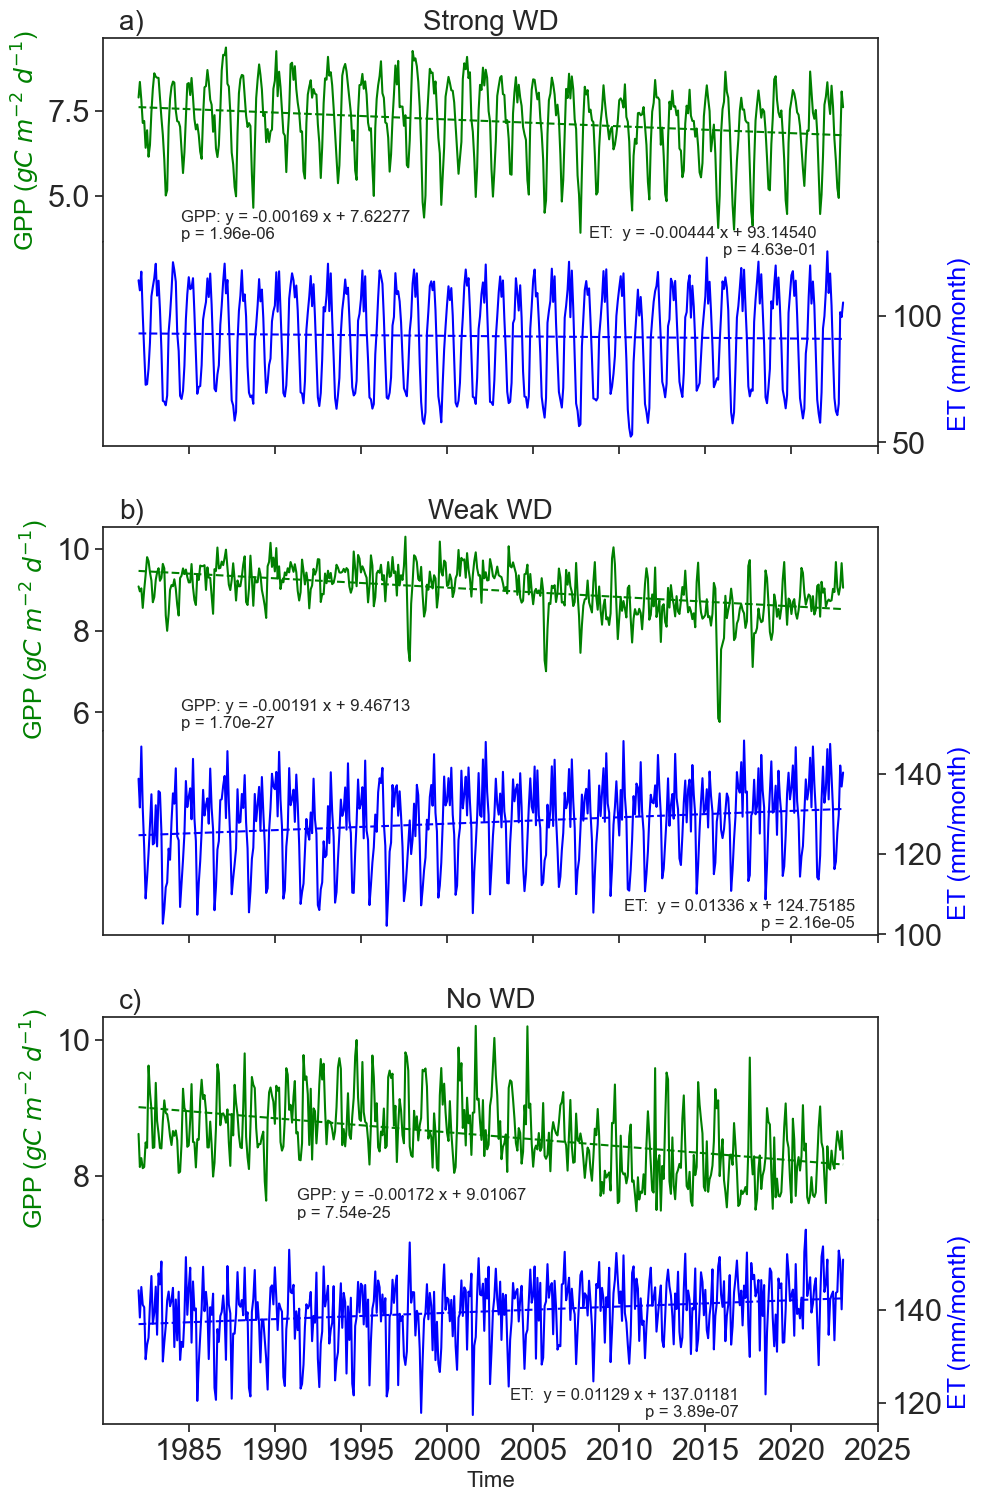 a)
Strong WD
GPP (gC m⁻² d⁻¹)
7.5
5.0
GPP: y = -0.00169 x + 7.62277
p = 1.96e-06
ET:  y = -0.00444 x + 93.14540
p = 4.63e-01
100
50
ET (mm/month)
b)
Weak WD
GPP (gC m⁻² d⁻¹)
10
8
6
GPP: y = -0.00191 x + 9.46713
p = 1.70e-27
140
120
100
ET (mm/month)
ET:  y = 0.01336 x + 124.75185
p = 2.16e-05
c)
No WD
GPP (gC m⁻² d⁻¹)
10
8
GPP: y = -0.00172 x + 9.01067
p = 7.54e-25
140
120
ET (mm/month)
ET:  y = 0.01129 x + 137.01181
p = 3.89e-07
1985 1990 1995 2000 2005 2010 2015 2020 2025
Time